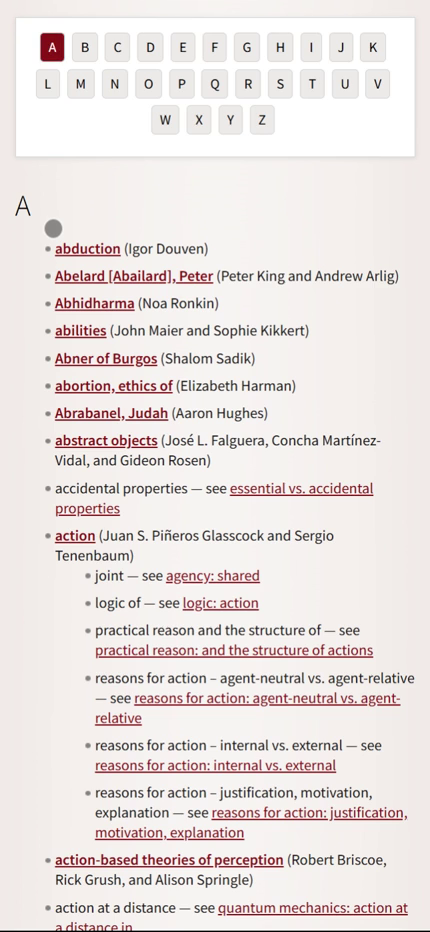 A B C D E F G H I J K
L M N O P Q R S T U V
W X Y Z
A
abduction (Igor Douven)
Abelard [Abailard], Peter (Peter King and Andrew Arlig)
Abhidharma (Noa Ronkin)
abilities (John Maier and Sophie Kikkert)
Abner of Burgos (Shalom Sadik)
abortion, ethics of (Elizabeth Harman)
Abrabanel, Judah (Aaron Hughes)
abstract objects (José L. Falguera, Concha Martínez-
Vidal, and Gideon Rosen)
accidental properties — see essential vs. accidental
properties
action (Juan S. Piñeros Glasscock and Sergio
Tenenbaum)
joint — see agency: shared
logic of — see logic: action
practical reason and the structure of — see
practical reason: and the structure of actions
reasons for action – agent-neutral vs. agent-relative
— see reasons for action: agent-neutral vs. agent-
relative
reasons for action – internal vs. external — see
reasons for action: internal vs. external
reasons for action – justification, motivation,
explanation — see reasons for action: justification,
motivation, explanation
action-based theories of perception (Robert Briscoe,
Rick Grush, and Alison Springle)
action at a distance — see quantum mechanics: action at
a distance in